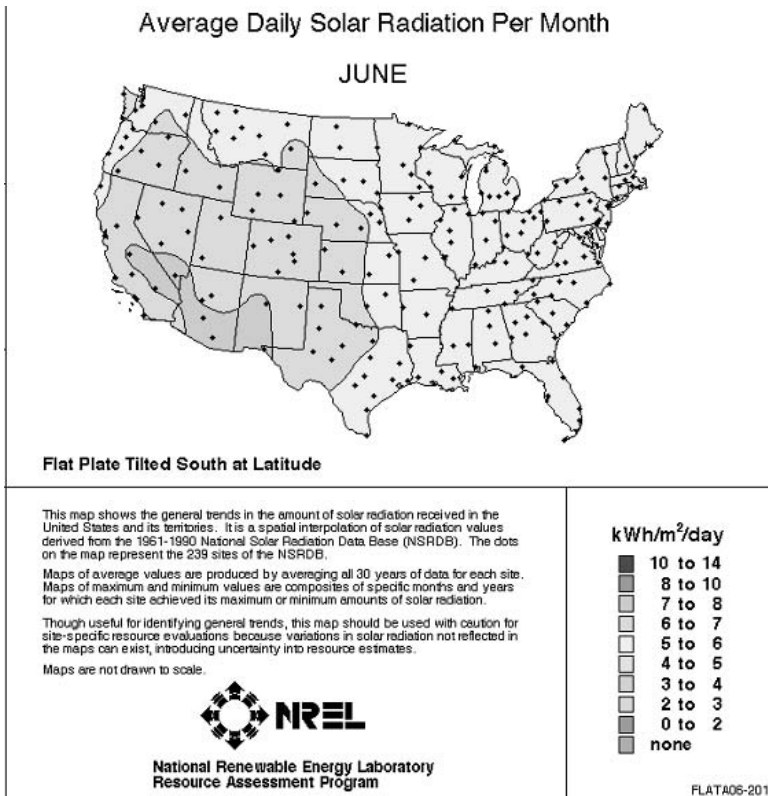 Average Daily Solar Radiation Per Month
JUNE
Flat Plate Tilted South at Latitude
This map shows the general trends in the amount of solar radiation received in the
United States and its territories. It is a spatial interpolation of solar radiation values
derived from the 1961-1990 National Solar Radiation Data Base (NSRDB). The dots
on the map represent the 239 sites of the NSRDB.
Maps of average values are produced by averaging all 30 years of data for each site.
Maps of maximum and minimum values are composites of specific months and years
for which each site achieved its maximum or minimum amounts of solar radiation.
Though useful for identifying general trends, this map should be used with caution for
site-specific resource evaluations because variations in solar radiation not reflected in
the maps can exist, introducing uncertainty into resource estimates.
Maps are not drawn to scale.
NREL
National Renewable Energy Laboratory
Resource Assessment Program
kWh/m²/day
10 to 14
8 to 10
7 to 8
6 to 7
5 to 6
4 to 5
3 to 4
2 to 3
0 to 2
none
FLATA06-201